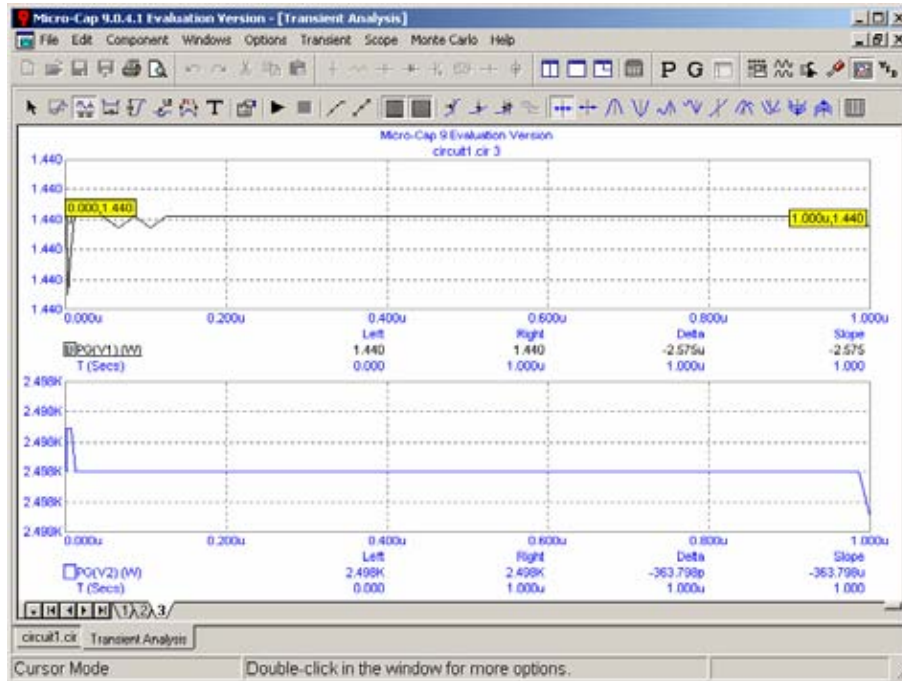 Micro-Cap 9.0.4.1 Evaluation Version - [Transient Analysis]
File Edit Component Windows Options Transient Scope Monte Carlo Help
P G
T
Micro-Cap 9 Evaluation Version
circuit1.cir 3
1.440
1.440
0.000,1.440
1.440
1.000u,1.440
1.440
1.440
1.440
0.000u 0.200u 0.400u 0.600u 0.800u 1.000u
Left Right Delta Slope
PG(V1) (W) 1.440 1.440 -2.575u -2.575
T (Secs) 0.000 1.000u 1.000u 1.000
2.498K
2.498K
2.498K
2.498K
2.498K
2.498K
0.000u 0.200u 0.400u 0.600u 0.800u 1.000u
Left Right Delta Slope
PG(V2) (W) 2.498K 2.498K -363.798p -363.798u
T (Secs) 0.000 1.000u 1.000u 1.000
1 2 3
circuit1.cir Transient Analysis
Cursor Mode Double-click in the window for more options.